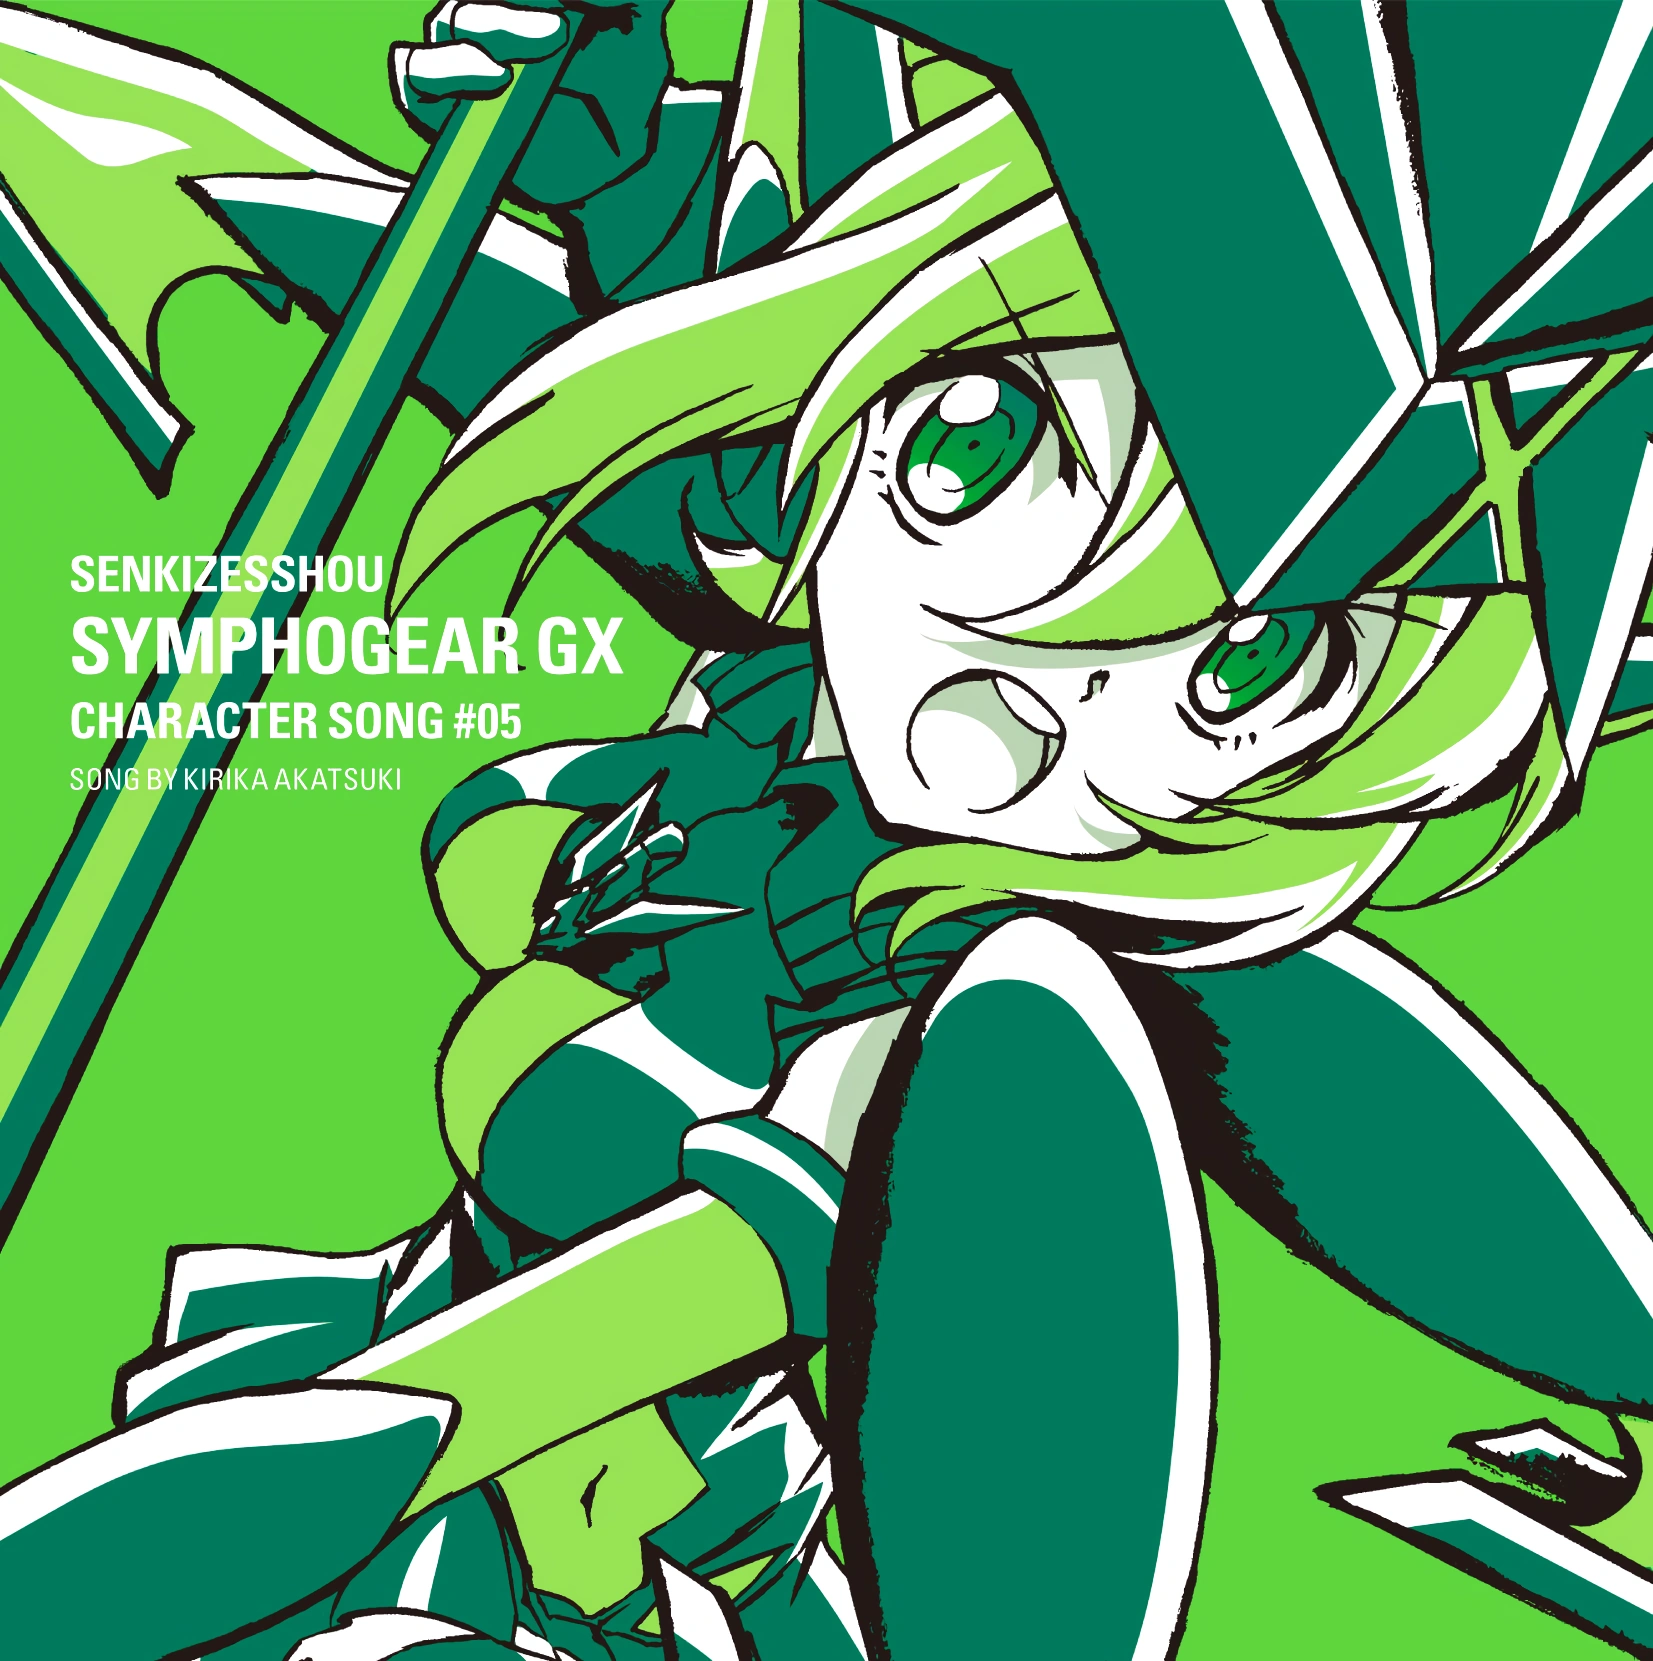 SENKIZESSHOU
SYMPHOGEAR GX
CHARACTER SONG #05
SONG BY KIRIKA AKATSUKI